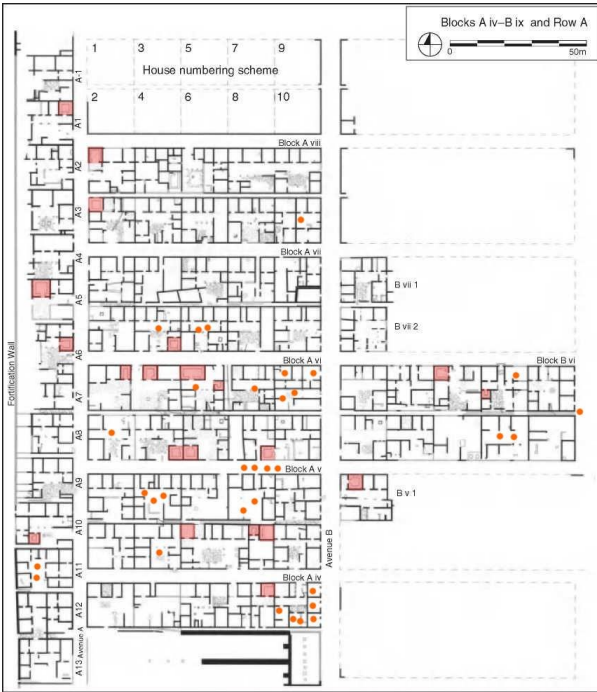 Blocks A iv–B ix and Row A
0 50m
1 3 5 7 9
House numbering scheme
2 4 6 8 10
A-1
A1
Block A viii
A2
A3
Block A vii
A4
A5
B vii 1
B vii 2
A6
Block A vi
Block B vi
A7
Fortification Wall
A8
Block A v
A9
B v 1
A10
Avenue B
A11
Block A iv
A12
Avenue A
A13